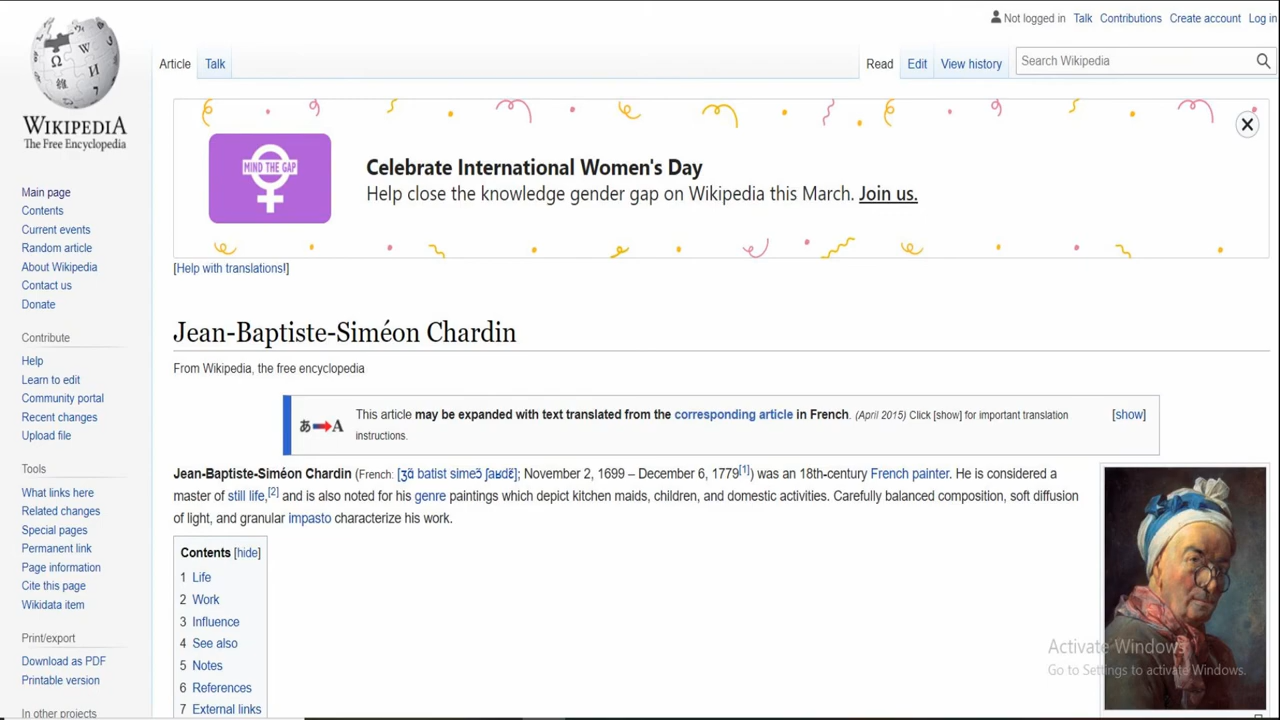 Not logged in Talk Contributions Create account Log in
Article Talk
Read Edit View history
Search Wikipedia
Ω W И 維 7
WIKIPEDIA
The Free Encyclopedia
Main page
Contents
Current events
Random article
About Wikipedia
Contact us
Donate
Contribute
Help
Learn to edit
Community portal
Recent changes
Upload file
Tools
What links here
Related changes
Special pages
Permanent link
Page information
Cite this page
Wikidata item
Print/export
Download as PDF
Printable version
In other projects
MIND THE GAP
Celebrate International Women's Day
Help close the knowledge gender gap on Wikipedia this March. Join us.
[Help with translations!]
Jean-Baptiste-Siméon Chardin
From Wikipedia, the free encyclopedia
あ A
This article may be expanded with text translated from the corresponding article in French. (April 2015) Click [show] for important translation
instructions.
[show]
Jean-Baptiste-Siméon Chardin (French: [ʒɑ̃ batist simeɔ̃ ʃaʁdɛ̃]; November 2, 1699 – December 6, 1779[1]) was an 18th-century French painter. He is considered a
master of still life,[2] and is also noted for his genre paintings which depict kitchen maids, children, and domestic activities. Carefully balanced composition, soft diffusion
of light, and granular impasto characterize his work.
Contents [hide]
1 Life
2 Work
3 Influence
4 See also
5 Notes
6 References
7 External links
Activate Windows
Go to Settings to activate Windows.